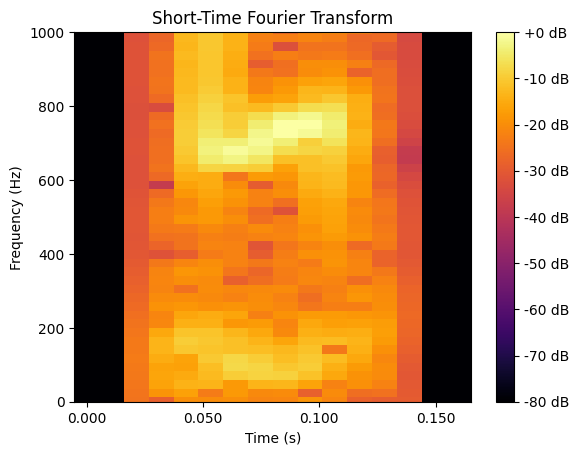 Short-Time Fourier Transform
1000
800
600
400
200
0
Frequency (Hz)
0.000
0.050
0.100
0.150
Time (s)
+0 dB
-10 dB
-20 dB
-30 dB
-40 dB
-50 dB
-60 dB
-70 dB
-80 dB